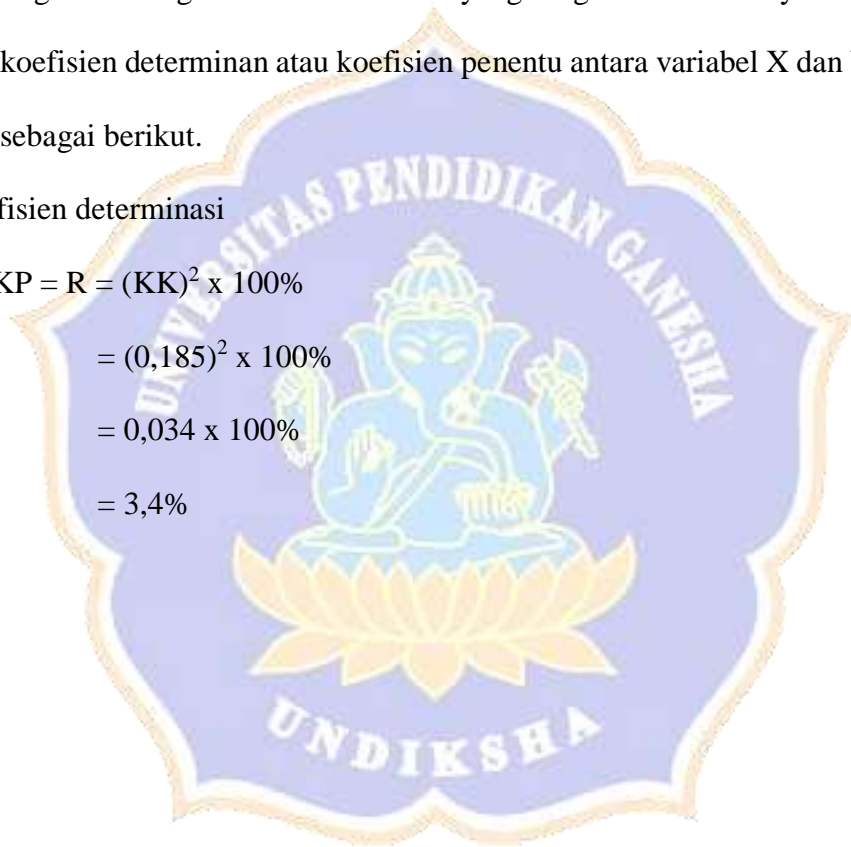 koefisien determinan atau koefisien penentu antara variabel X dan
sebagai berikut.
fisien determinasi
KP = R = (KK)² x 100%
= (0,185)² x 100%
= 0,034 x 100%
= 3,4%
UNIVERSITAS PENDIDIKAN GANESHA
UNDIKSHA